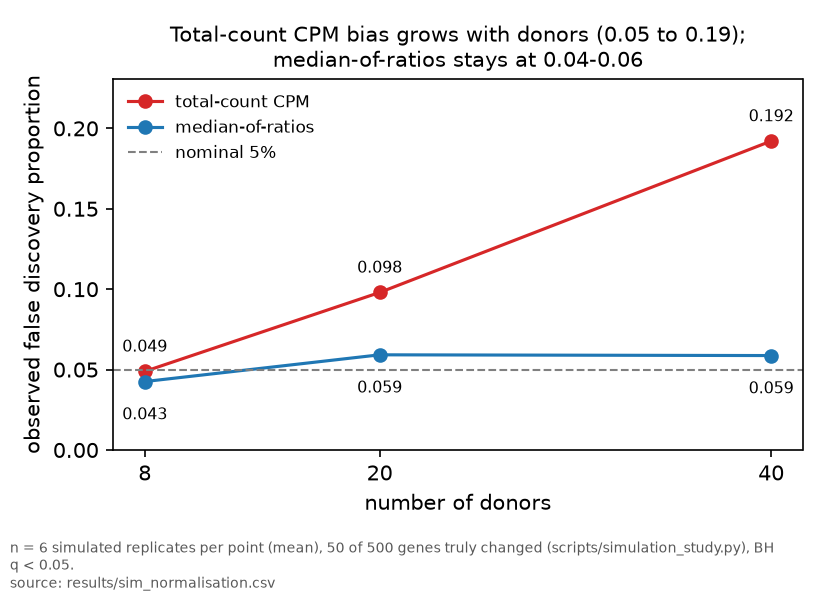 Total-count CPM bias grows with donors (0.05 to 0.19);
median-of-ratios stays at 0.04-0.06
total-count CPM
median-of-ratios
nominal 5%
observed false discovery proportion
0.20
0.15
0.10
0.05
0.00
0.049
0.043
0.098
0.059
0.192
0.059
8
20
40
number of donors
n = 6 simulated replicates per point (mean), 50 of 500 genes truly changed (scripts/simulation_study.py), BH
q < 0.05.
source: results/sim_normalisation.csv